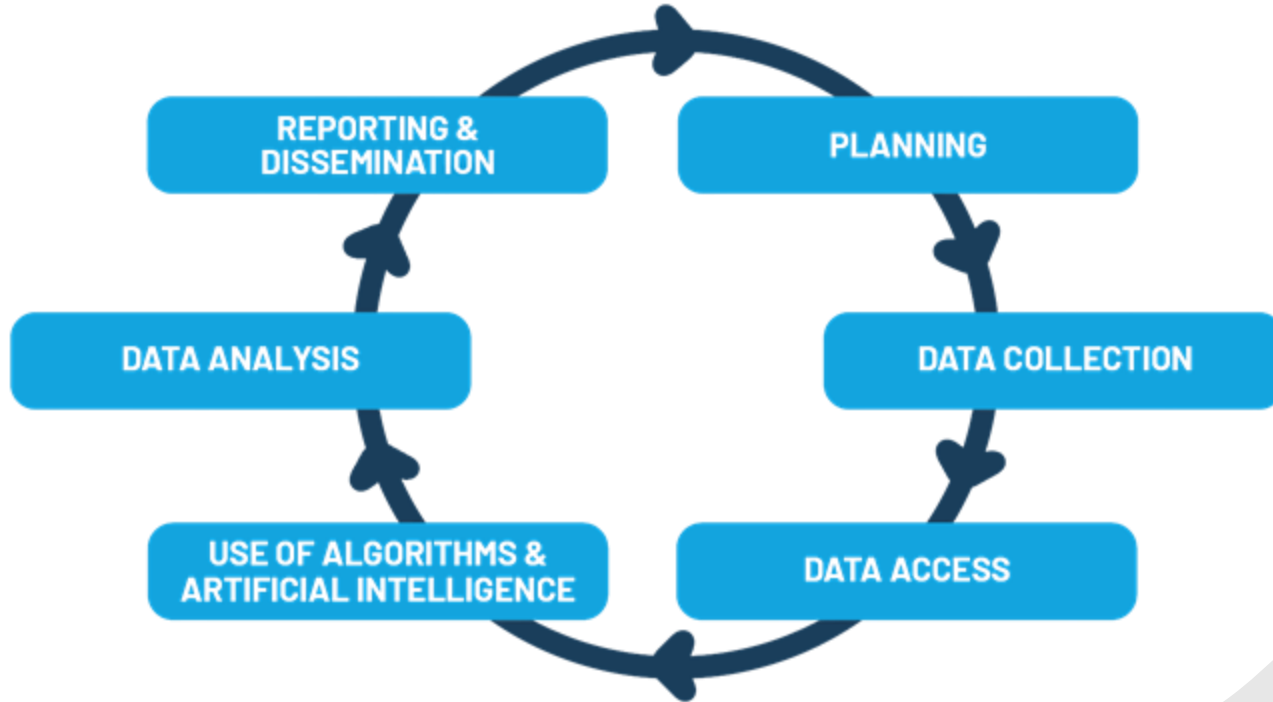 REPORTING &
DISSEMINATION
PLANNING
DATA ANALYSIS
DATA COLLECTION
USE OF ALGORITHMS &
ARTIFICIAL INTELLIGENCE
DATA ACCESS